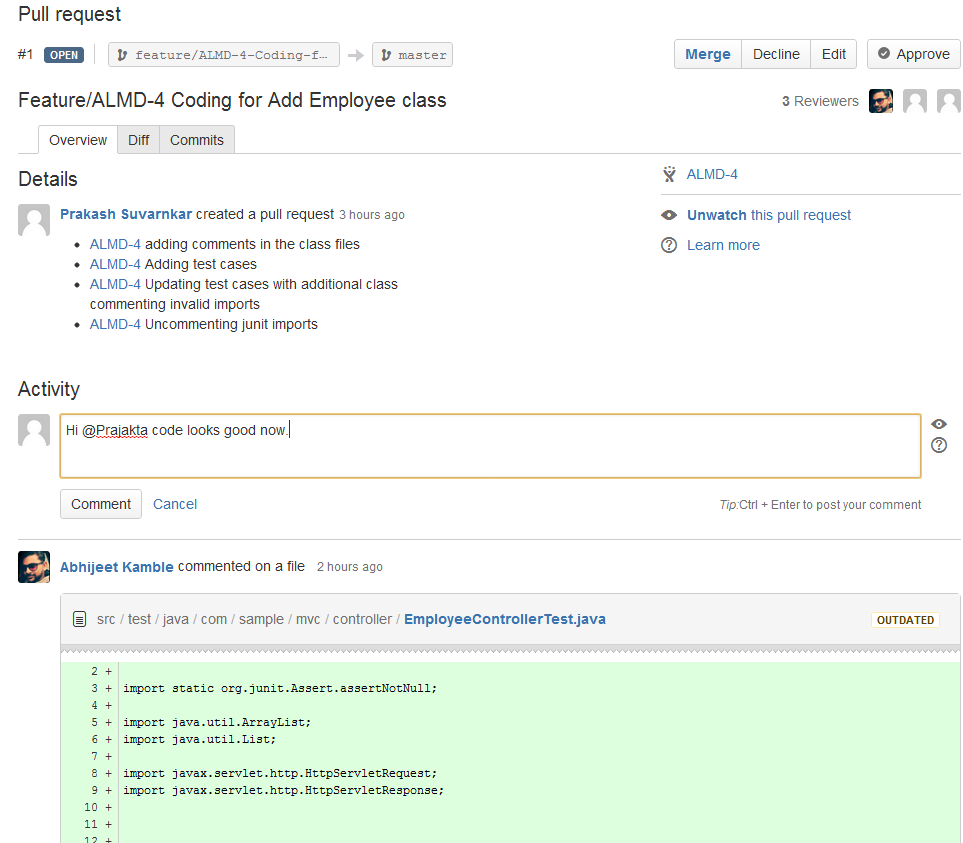 Pull request
#1 OPEN feature/ALMD-4-Coding-f… master Merge Decline Edit Approve
Feature/ALMD-4 Coding for Add Employee class 3 Reviewers
Overview Diff Commits
Details
Prakash Suvarnkar created a pull request 3 hours ago
ALMD-4 adding comments in the class files
ALMD-4 Adding test cases
ALMD-4 Updating test cases with additional class
commenting invalid imports
ALMD-4 Uncommenting junit imports
ALMD-4
Unwatch this pull request
Learn more
Activity
Hi @Prajakta code looks good now.
Comment Cancel Tip:Ctrl + Enter to post your comment
Abhijeet Kamble commented on a file 2 hours ago
src / test / java / com / sample / mvc / controller / EmployeeControllerTest.java OUTDATED
2 +
3 + import static org.junit.Assert.assertNotNull;
4 +
5 + import java.util.ArrayList;
6 + import java.util.List;
7 +
8 + import javax.servlet.http.HttpServletRequest;
9 + import javax.servlet.http.HttpServletResponse;
10 +
11 +
12 +